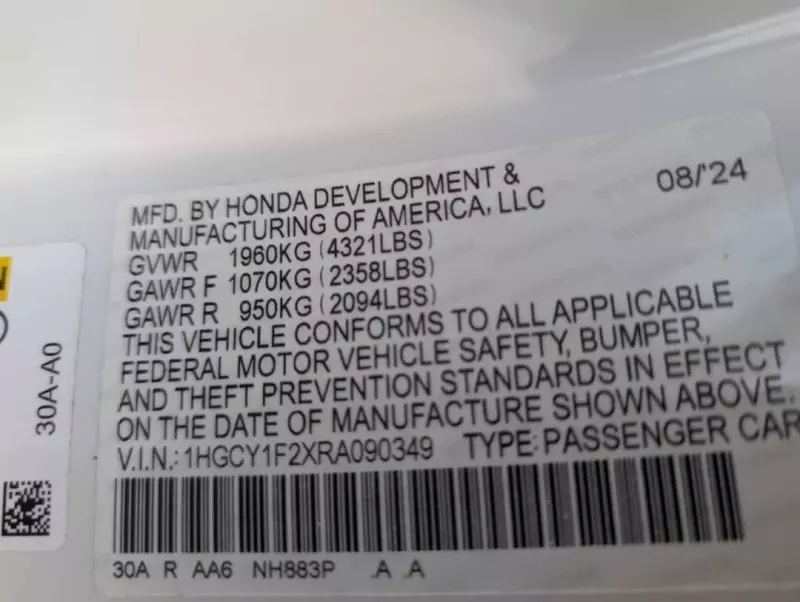 MFD. BY HONDA DEVELOPMENT &
MANUFACTURING OF AMERICA, LLC
08/'24
GVWR 1960KG (4321LBS)
GAWR F 1070KG (2358LBS)
GAWR R 950KG (2094LBS)
THIS VEHICLE CONFORMS TO ALL APPLICABLE
FEDERAL MOTOR VEHICLE SAFETY, BUMPER,
AND THEFT PREVENTION STANDARDS IN EFFECT
ON THE DATE OF MANUFACTURE SHOWN ABOVE.
V.I.N.: 1HGCY1F2XRA090349 TYPE: PASSENGER CAR
30A R AA6 NH883P .A .A
30A-A0